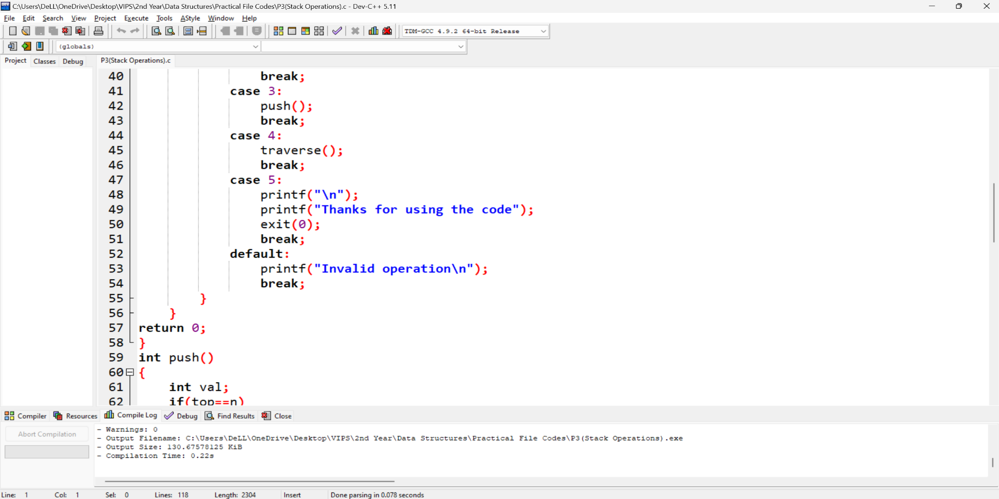 C:\Users\DeLL\OneDrive\Desktop\VIPS\2nd Year\Data Structures\Practical File Codes\P3(Stack Operations).c - Dev-C++ 5.11
File Edit Search View Project Execute Tools AStyle Window Help
TDM-GCC 4.9.2 64-bit Release
(globals)
Project Classes Debug P3(Stack Operations).c
40 break;
41 case 3:
42 push();
43 break;
44 case 4:
45 traverse();
46 break;
47 case 5:
48 printf("\n");
49 printf("Thanks for using the code");
50 exit(0);
51 break;
52 default:
53 printf("Invalid operation\n");
54 break;
55 }
56 }
57 return 0;
58 }
59 int push()
60 {
61 int val;
62 if(top==n)
Compiler Resources Compile Log Debug Find Results Close
Abort Compilation
- Warnings: 0
- Output Filename: C:\Users\DeLL\OneDrive\Desktop\VIPS\2nd Year\Data Structures\Practical File Codes\P3(Stack Operations).exe
- Output Size: 130.67578125 KiB
- Compilation Time: 0.22s
Line: 1 Col: 1 Sel: 0 Lines: 118 Length: 2304 Insert Done parsing in 0.078 seconds